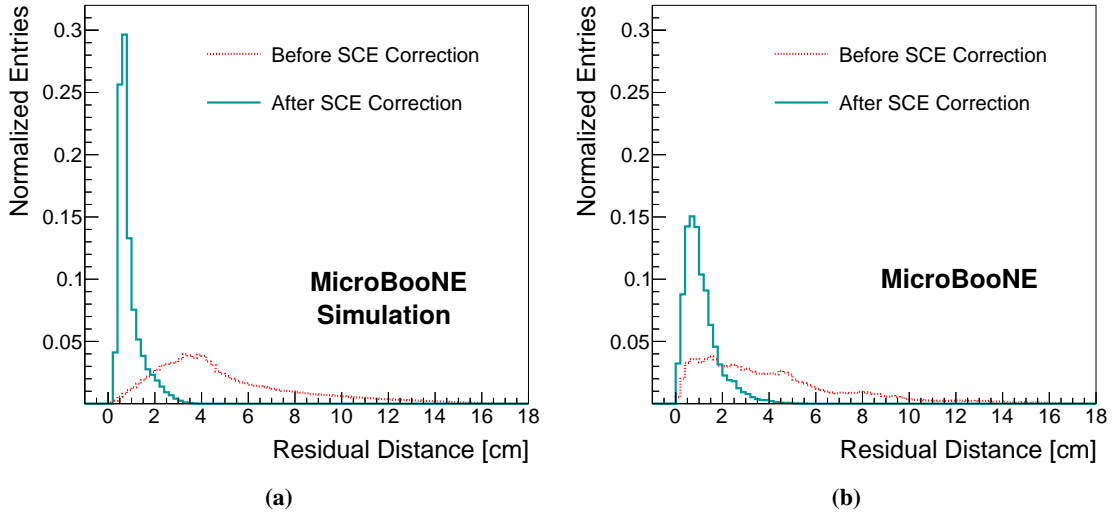 Normalized Entries
0.3
0.25
0.2
0.15
0.1
0.05
Before SCE Correction
After SCE Correction
MicroBooNE
Simulation
0 2 4 6 8 10 12 14 16 18
Residual Distance [cm]
(a)
Normalized Entries
0.3
0.25
0.2
0.15
0.1
0.05
Before SCE Correction
After SCE Correction
MicroBooNE
0 2 4 6 8 10 12 14 16 18
Residual Distance [cm]
(b)